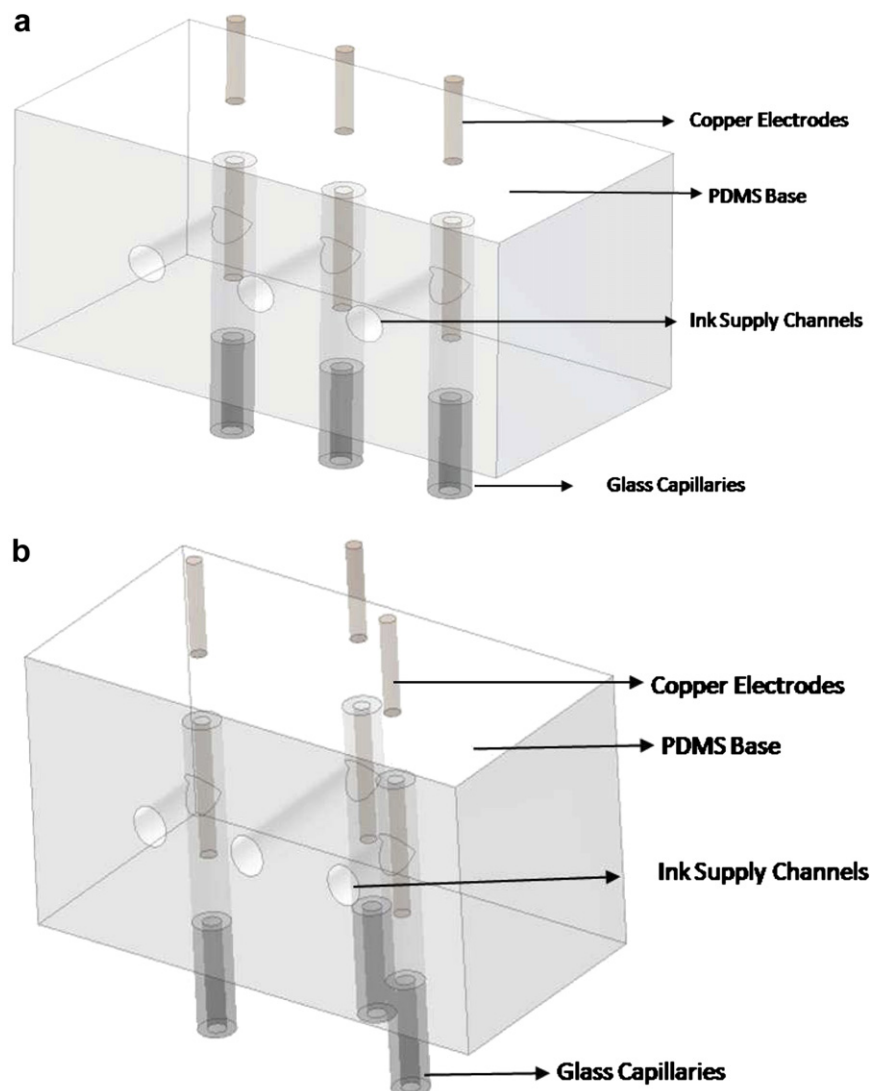 a
Copper Electrodes
PDMS Base
Ink Supply Channels
Glass Capillaries
b
Copper Electrodes
PDMS Base
Ink Supply Channels
Glass Capillaries